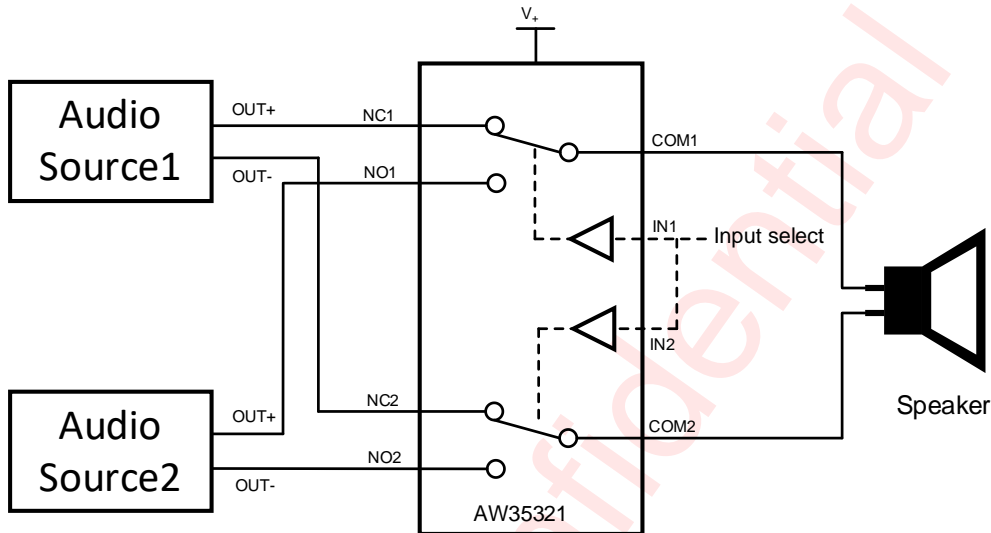 V+
Audio
Source1
OUT+
OUT-
NC1
NO1
COM1
IN1
Input select
IN2
Audio
Source2
OUT+
OUT-
NC2
NO2
COM2
Speaker
AW35321
nfidential